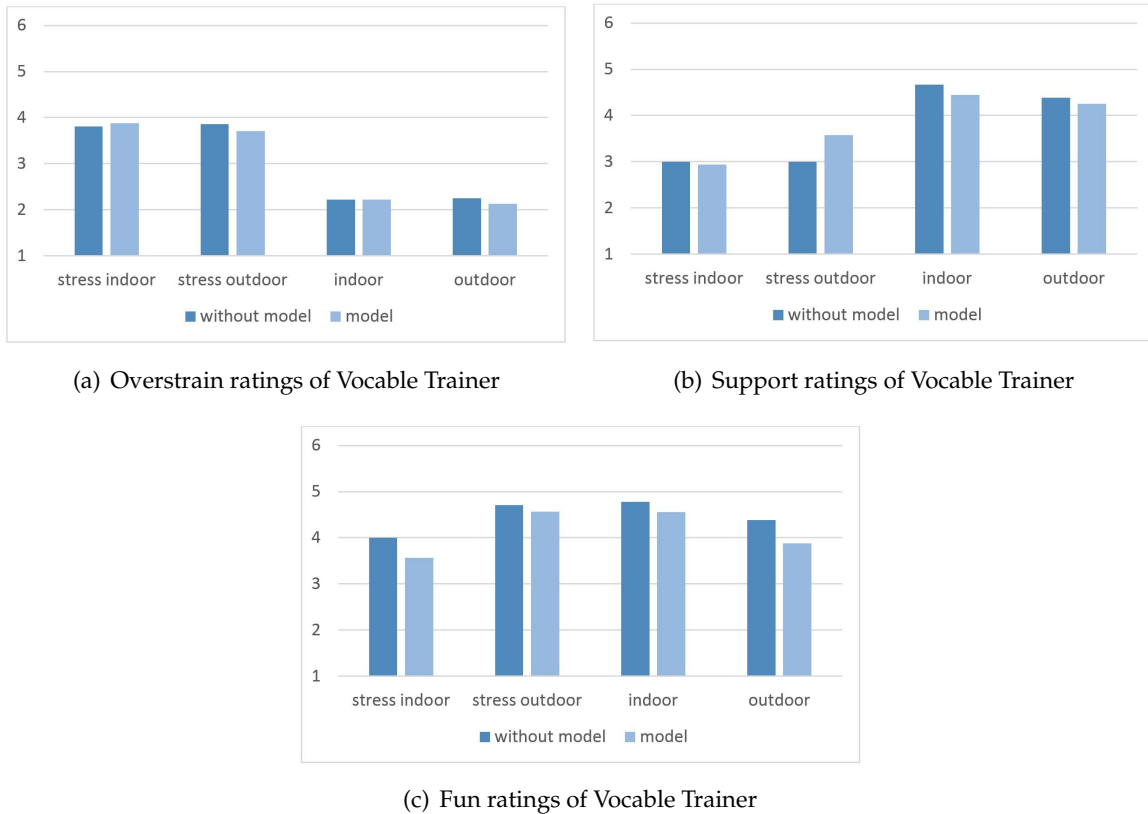 6
5
4
3
2
1
stress indoor stress outdoor indoor outdoor
without model model
(a) Overstrain ratings of Vocable Trainer
6
5
4
3
2
1
stress indoor stress outdoor indoor outdoor
without model model
(b) Support ratings of Vocable Trainer
6
5
4
3
2
1
stress indoor stress outdoor indoor outdoor
without model model
(c) Fun ratings of Vocable Trainer